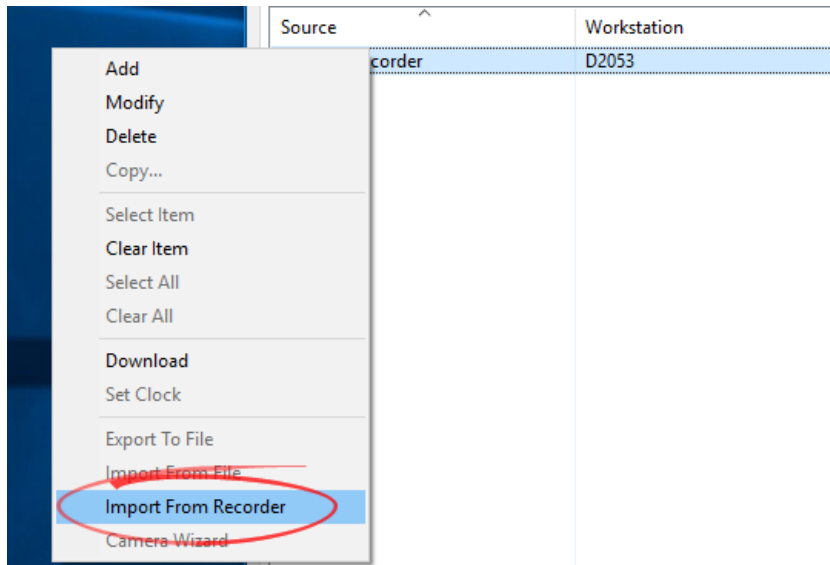 Source Workstation
corder D2053
Add
Modify
Delete
Copy...
Select Item
Clear Item
Select All
Clear All
Download
Set Clock
Export To File
Import From File
Import From Recorder
Camera Wizard